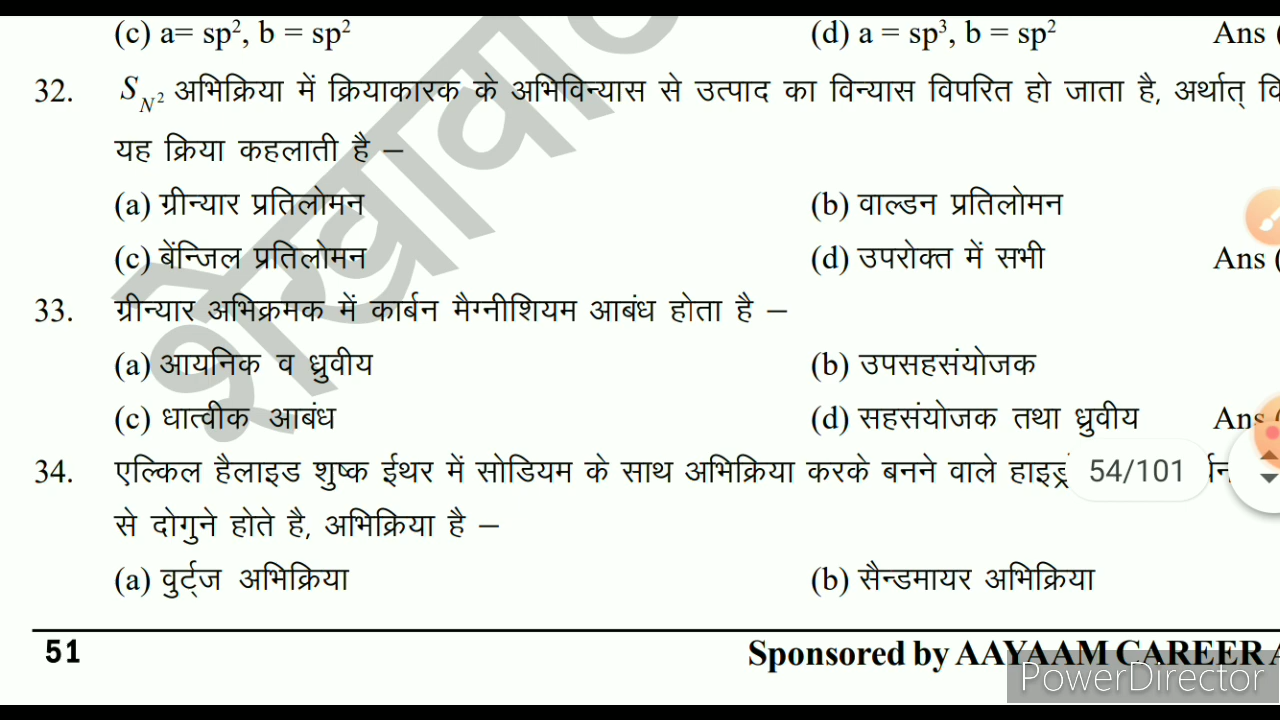 (c) a= sp², b = sp² (d) a = sp³, b = sp² Ans (
32. S_N² अभिक्रिया में क्रियाकारक के अभिविन्यास से उत्पाद का विन्यास विपरित हो जाता है, अर्थात्
यह क्रिया कहलाती है –
(a) ग्रीन्यार प्रतिलोमन (b) वाल्डन प्रतिलोमन
(c) बेंन्जिल प्रतिलोमन (d) उपरोक्त में सभी Ans (
33. ग्रीन्यार अभिक्रमक में कार्बन मैग्नीशियम आबंध होता है –
(a) आयनिक व ध्रुवीय (b) उपसहसंयोजक
(c) धात्वीक आबंध (d) सहसंयोजक तथा ध्रुवीय Ans
34. एल्किल हैलाइड शुष्क ईथर में सोडियम के साथ अभिक्रिया करके बनने वाले 54/101
से दोगुने होते है, अभिक्रिया है –
(a) वुर्ट्ज अभिक्रिया (b) सैन्डमायर अभिक्रिया
51 Sponsored by AAYAAM CAREER
PowerDirector
शेखावाट